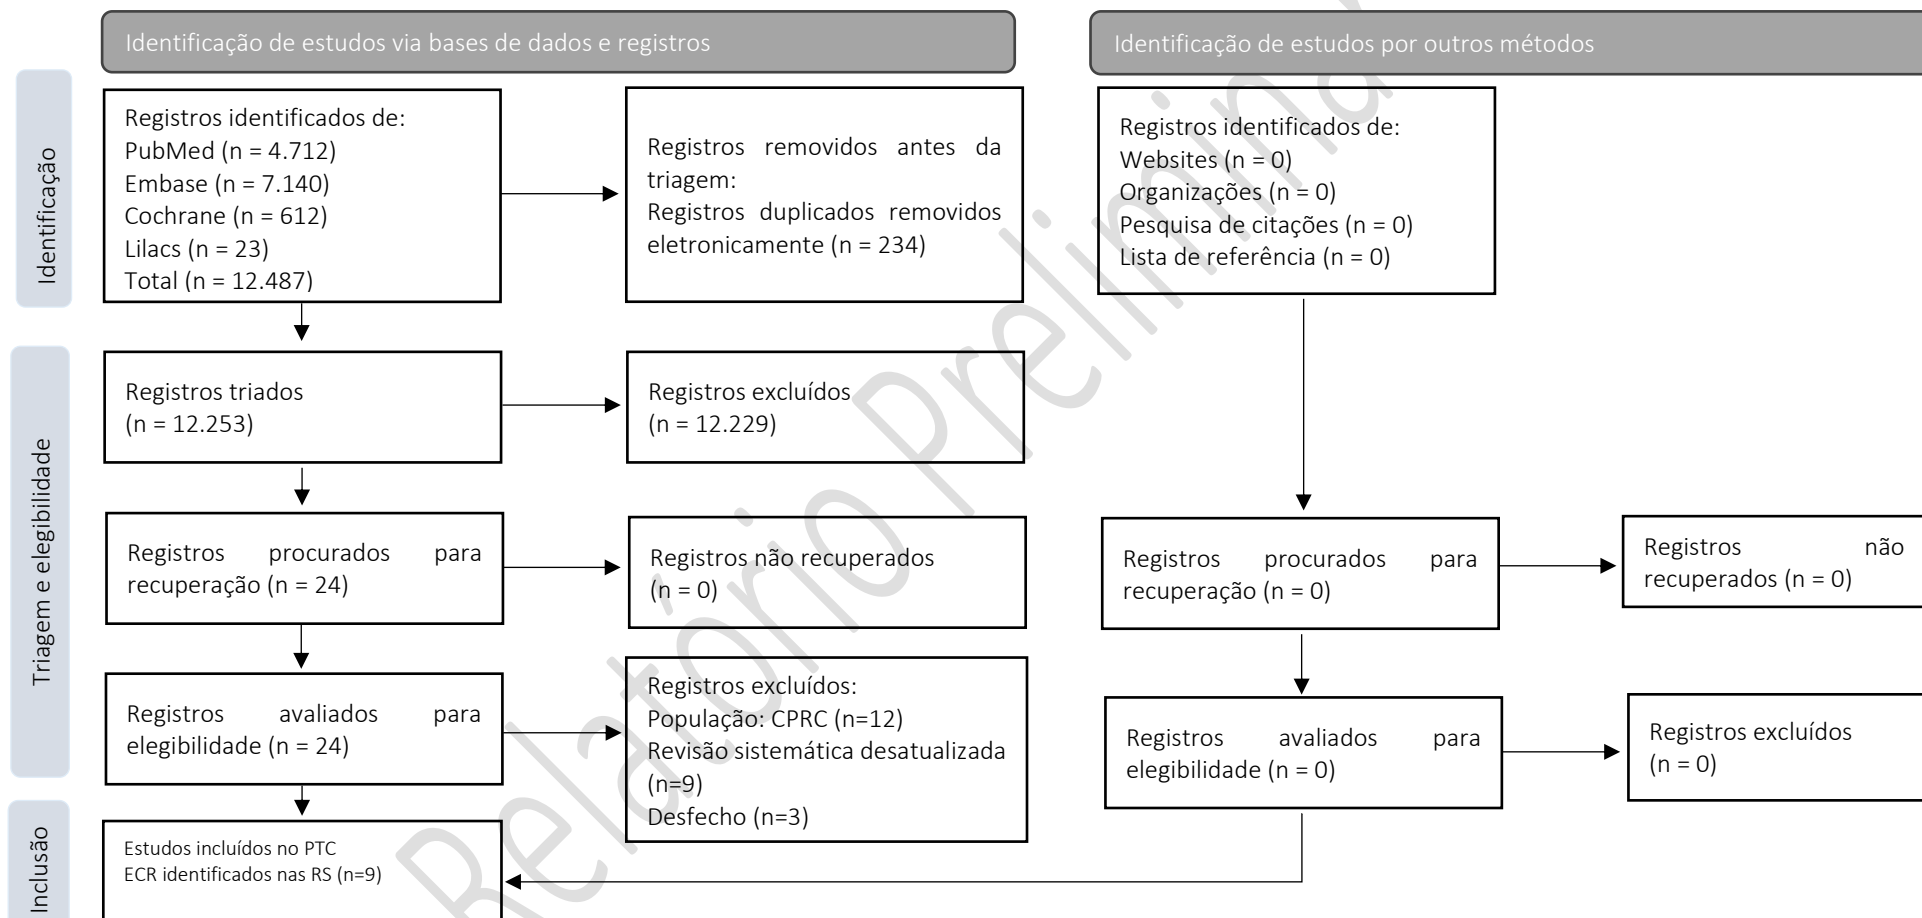 Identificação de estudos via bases de dados e registros
Identificação de estudos por outros métodos
Identificação
Registros identificados de:
PubMed (n = 4.712)
Embase (n = 7.140)
Cochrane (n = 612)
Lilacs (n = 23)
Total (n = 12.487)
Registros removidos antes da
triagem:
Registros duplicados removidos
eletronicamente (n = 234)
Registros identificados de:
Websites (n = 0)
Organizações (n = 0)
Pesquisa de citações (n = 0)
Lista de referência (n = 0)
Triagem e elegibilidade
Registros triados
(n = 12.253)
Registros excluídos
(n = 12.229)
Registros procurados para
recuperação (n = 24)
Registros não recuperados
(n = 0)
Registros procurados para
recuperação (n = 0)
Registros não
recuperados (n = 0)
Registros avaliados para
elegibilidade (n = 24)
Registros excluídos:
População: CPRC (n=12)
Revisão sistemática desatualizada
(n=9)
Desfecho (n=3)
Registros avaliados para
elegibilidade (n = 0)
Registros excluídos
(n = 0)
Inclusão
Estudos incluídos no PTC
ECR identificados nas RS (n=9)
Relatório Preliminar